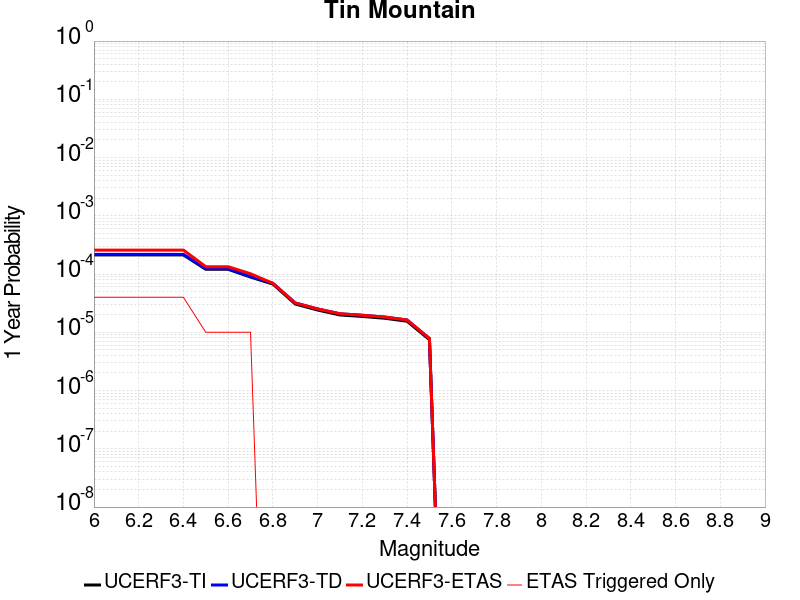 Tin Mountain
10^0
10^-1
10^-2
10^-3
10^-4
10^-5
10^-6
10^-7
10^-8
1 Year Probability
6 6.2 6.4 6.6 6.8 7 7.2 7.4 7.6 7.8 8 8.2 8.4 8.6 8.8 9
Magnitude
UCERF3-TI UCERF3-TD UCERF3-ETAS ETAS Triggered Only